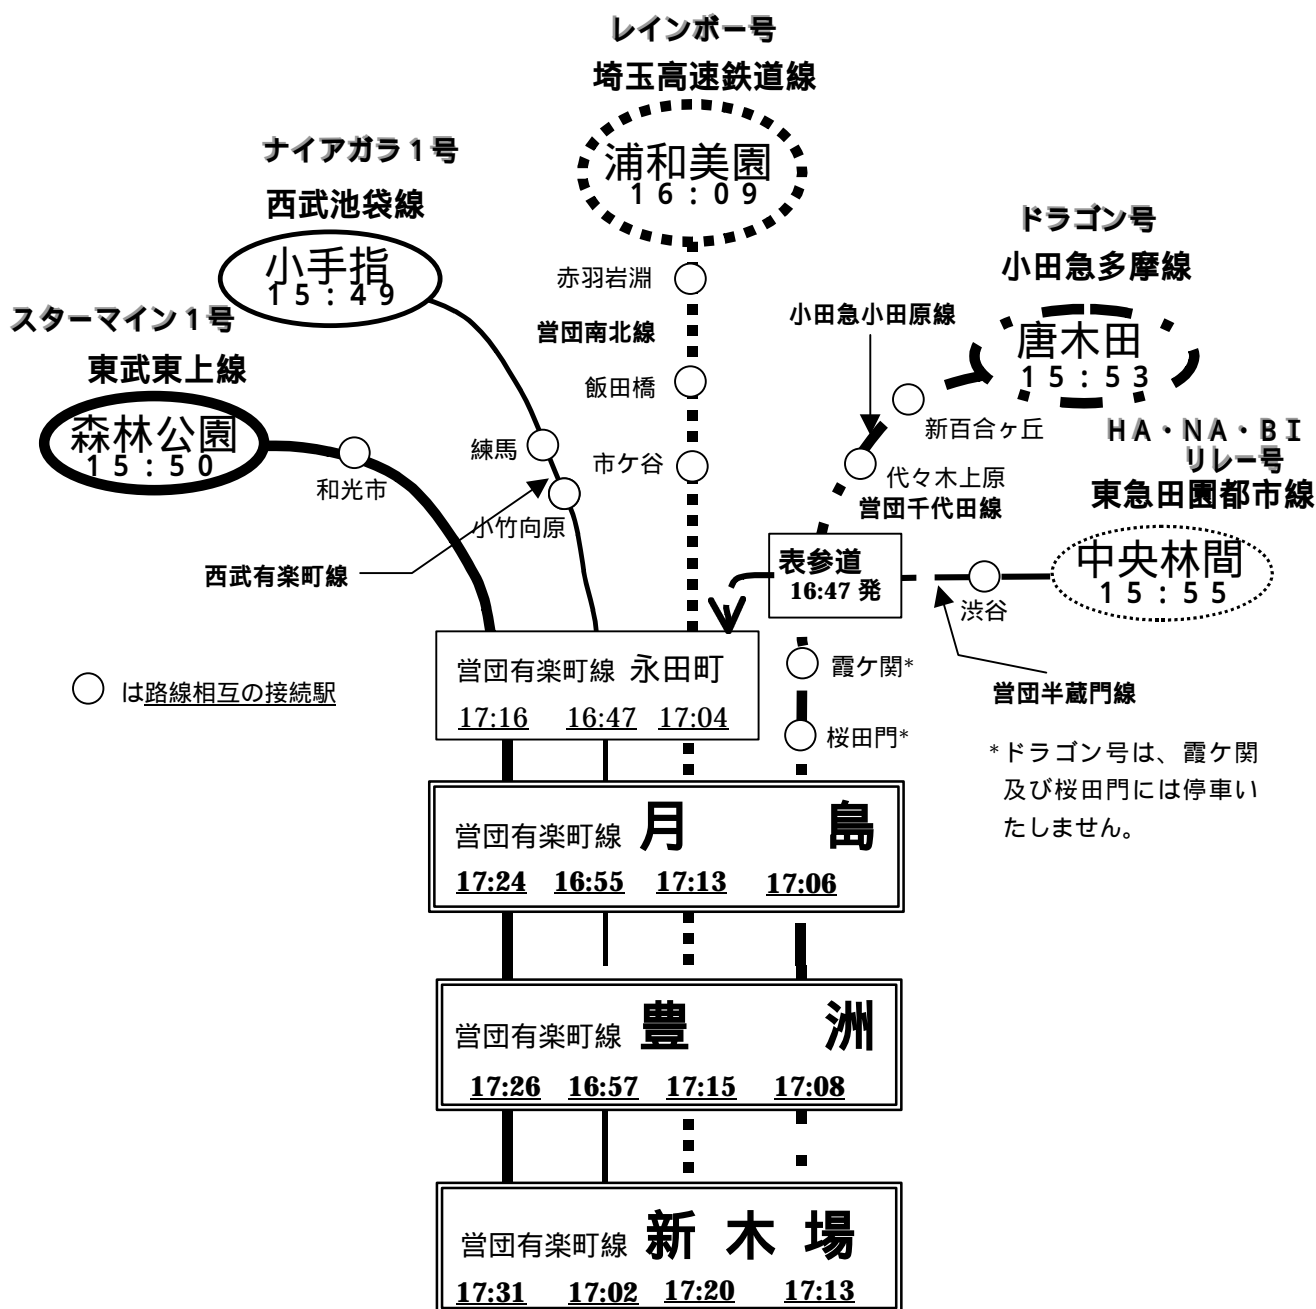 レインボー号
埼玉高速鉄道線
浦和美園
16:09
ナイアガラ1号
西武池袋線
小手指
15:49
ドラゴン号
小田急多摩線
唐木田
15:53
スターマイン1号
東武東上線
森林公園
15:50
赤羽岩淵
営団南北線
飯田橋
市ケ谷
小田急小田原線
新百合ヶ丘
代々木上原
営団千代田線
HA・NA・BI
リレー号
東急田園都市線
中央林間
15:55
和光市
練馬
小竹向原
西武有楽町線
表参道
16:47 発
渋谷
営団半蔵門線
○ は路線相互の接続駅
営団有楽町線 永田町
17:16 16:47 17:04
霞ケ関*
桜田門*
*ドラゴン号は、霞ケ関
及び桜田門には停車い
たしません。
営団有楽町線 月島
17:24 16:55 17:13 17:06
営団有楽町線 豊洲
17:26 16:57 17:15 17:08
営団有楽町線 新木場
17:31 17:02 17:20 17:13